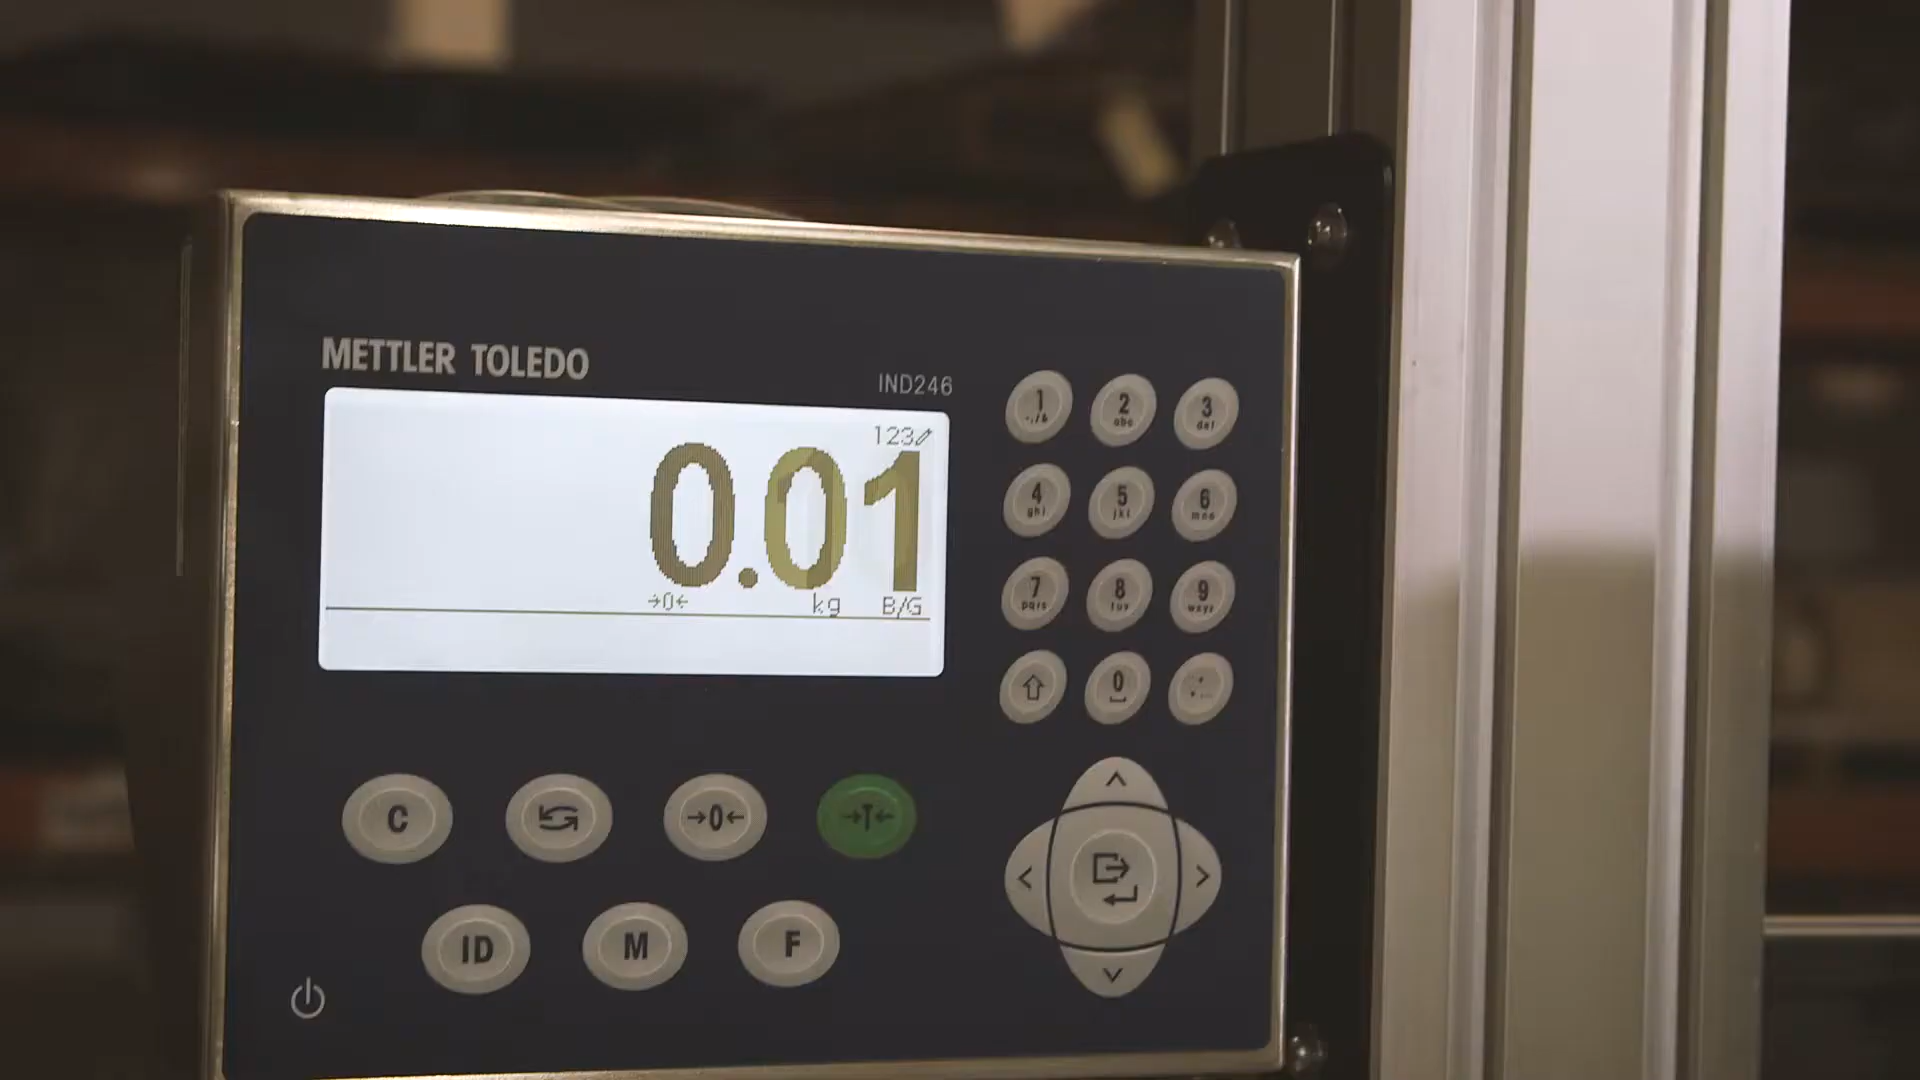 METTLER TOLEDO
IND246
123
0.01
→0← kg B/G
1 2 abc 3 def
4 ghi 5 jkl 6 mno
7 pqrs 8 tuv 9 wxyz
0
C →0← →T←
ID M F